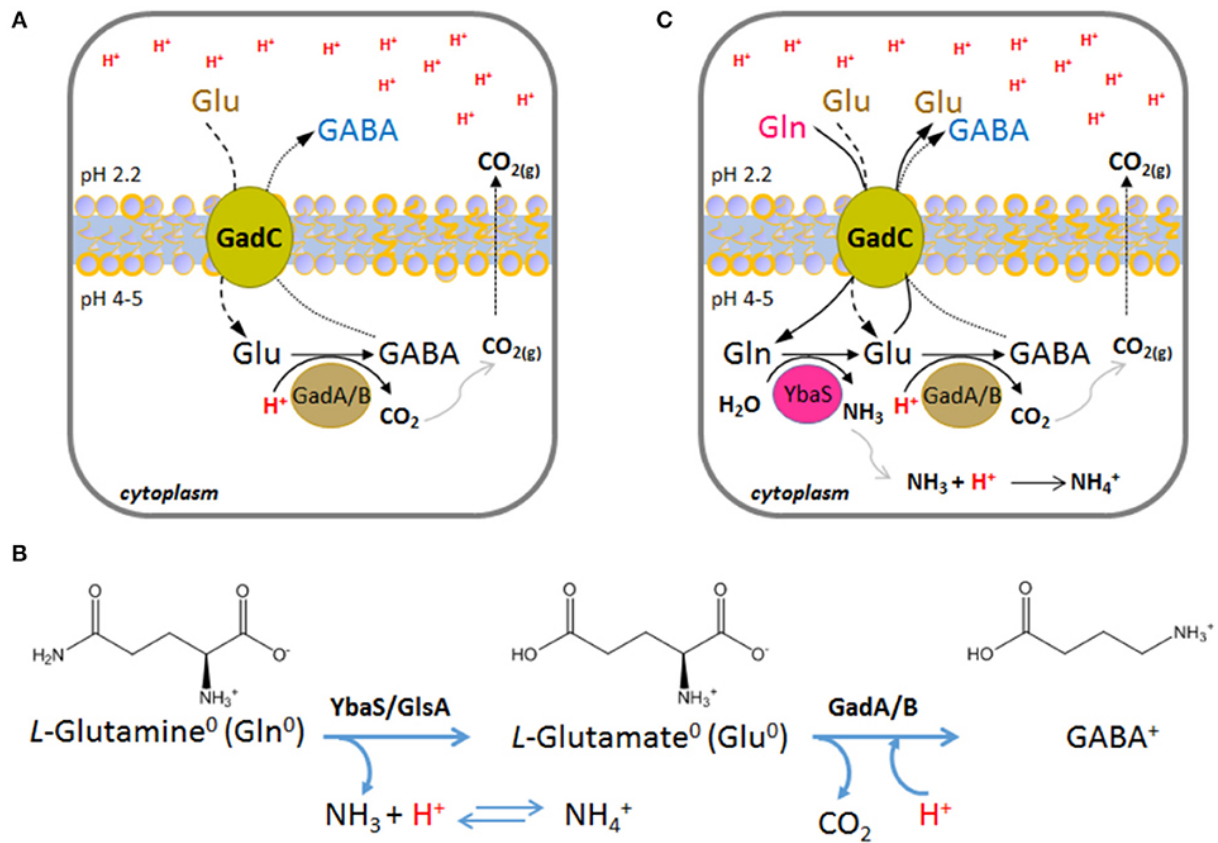 A
H⁺ H⁺ H⁺ H⁺ H⁺ H⁺ H⁺ H⁺ H⁺ H⁺ H⁺ H⁺
Glu
GABA
CO₂(g)
pH 2.2
GadC
pH 4-5
Glu
GABA
CO₂(g)
H⁺
GadA/B
CO₂
cytoplasm
C
H⁺ H⁺ H⁺ H⁺ H⁺ H⁺ H⁺ H⁺ H⁺ H⁺ H⁺ H⁺
Glu
Glu
Gln
GABA
CO₂(g)
pH 2.2
GadC
pH 4-5
Gln
Glu
GABA
CO₂(g)
H₂O
YbaS
NH₃
H⁺
GadA/B
CO₂
NH₃ + H⁺ → NH₄⁺
cytoplasm
B
O
O
H₂N
O⁻
NH₃⁺
O
O
HO
O⁻
NH₃⁺
O
NH₃⁺
HO
L-Glutamine⁰ (Gln⁰)
YbaS/GlsA
L-Glutamate⁰ (Glu⁰)
GadA/B
GABA⁺
NH₃ + H⁺
NH₄⁺
CO₂
H⁺